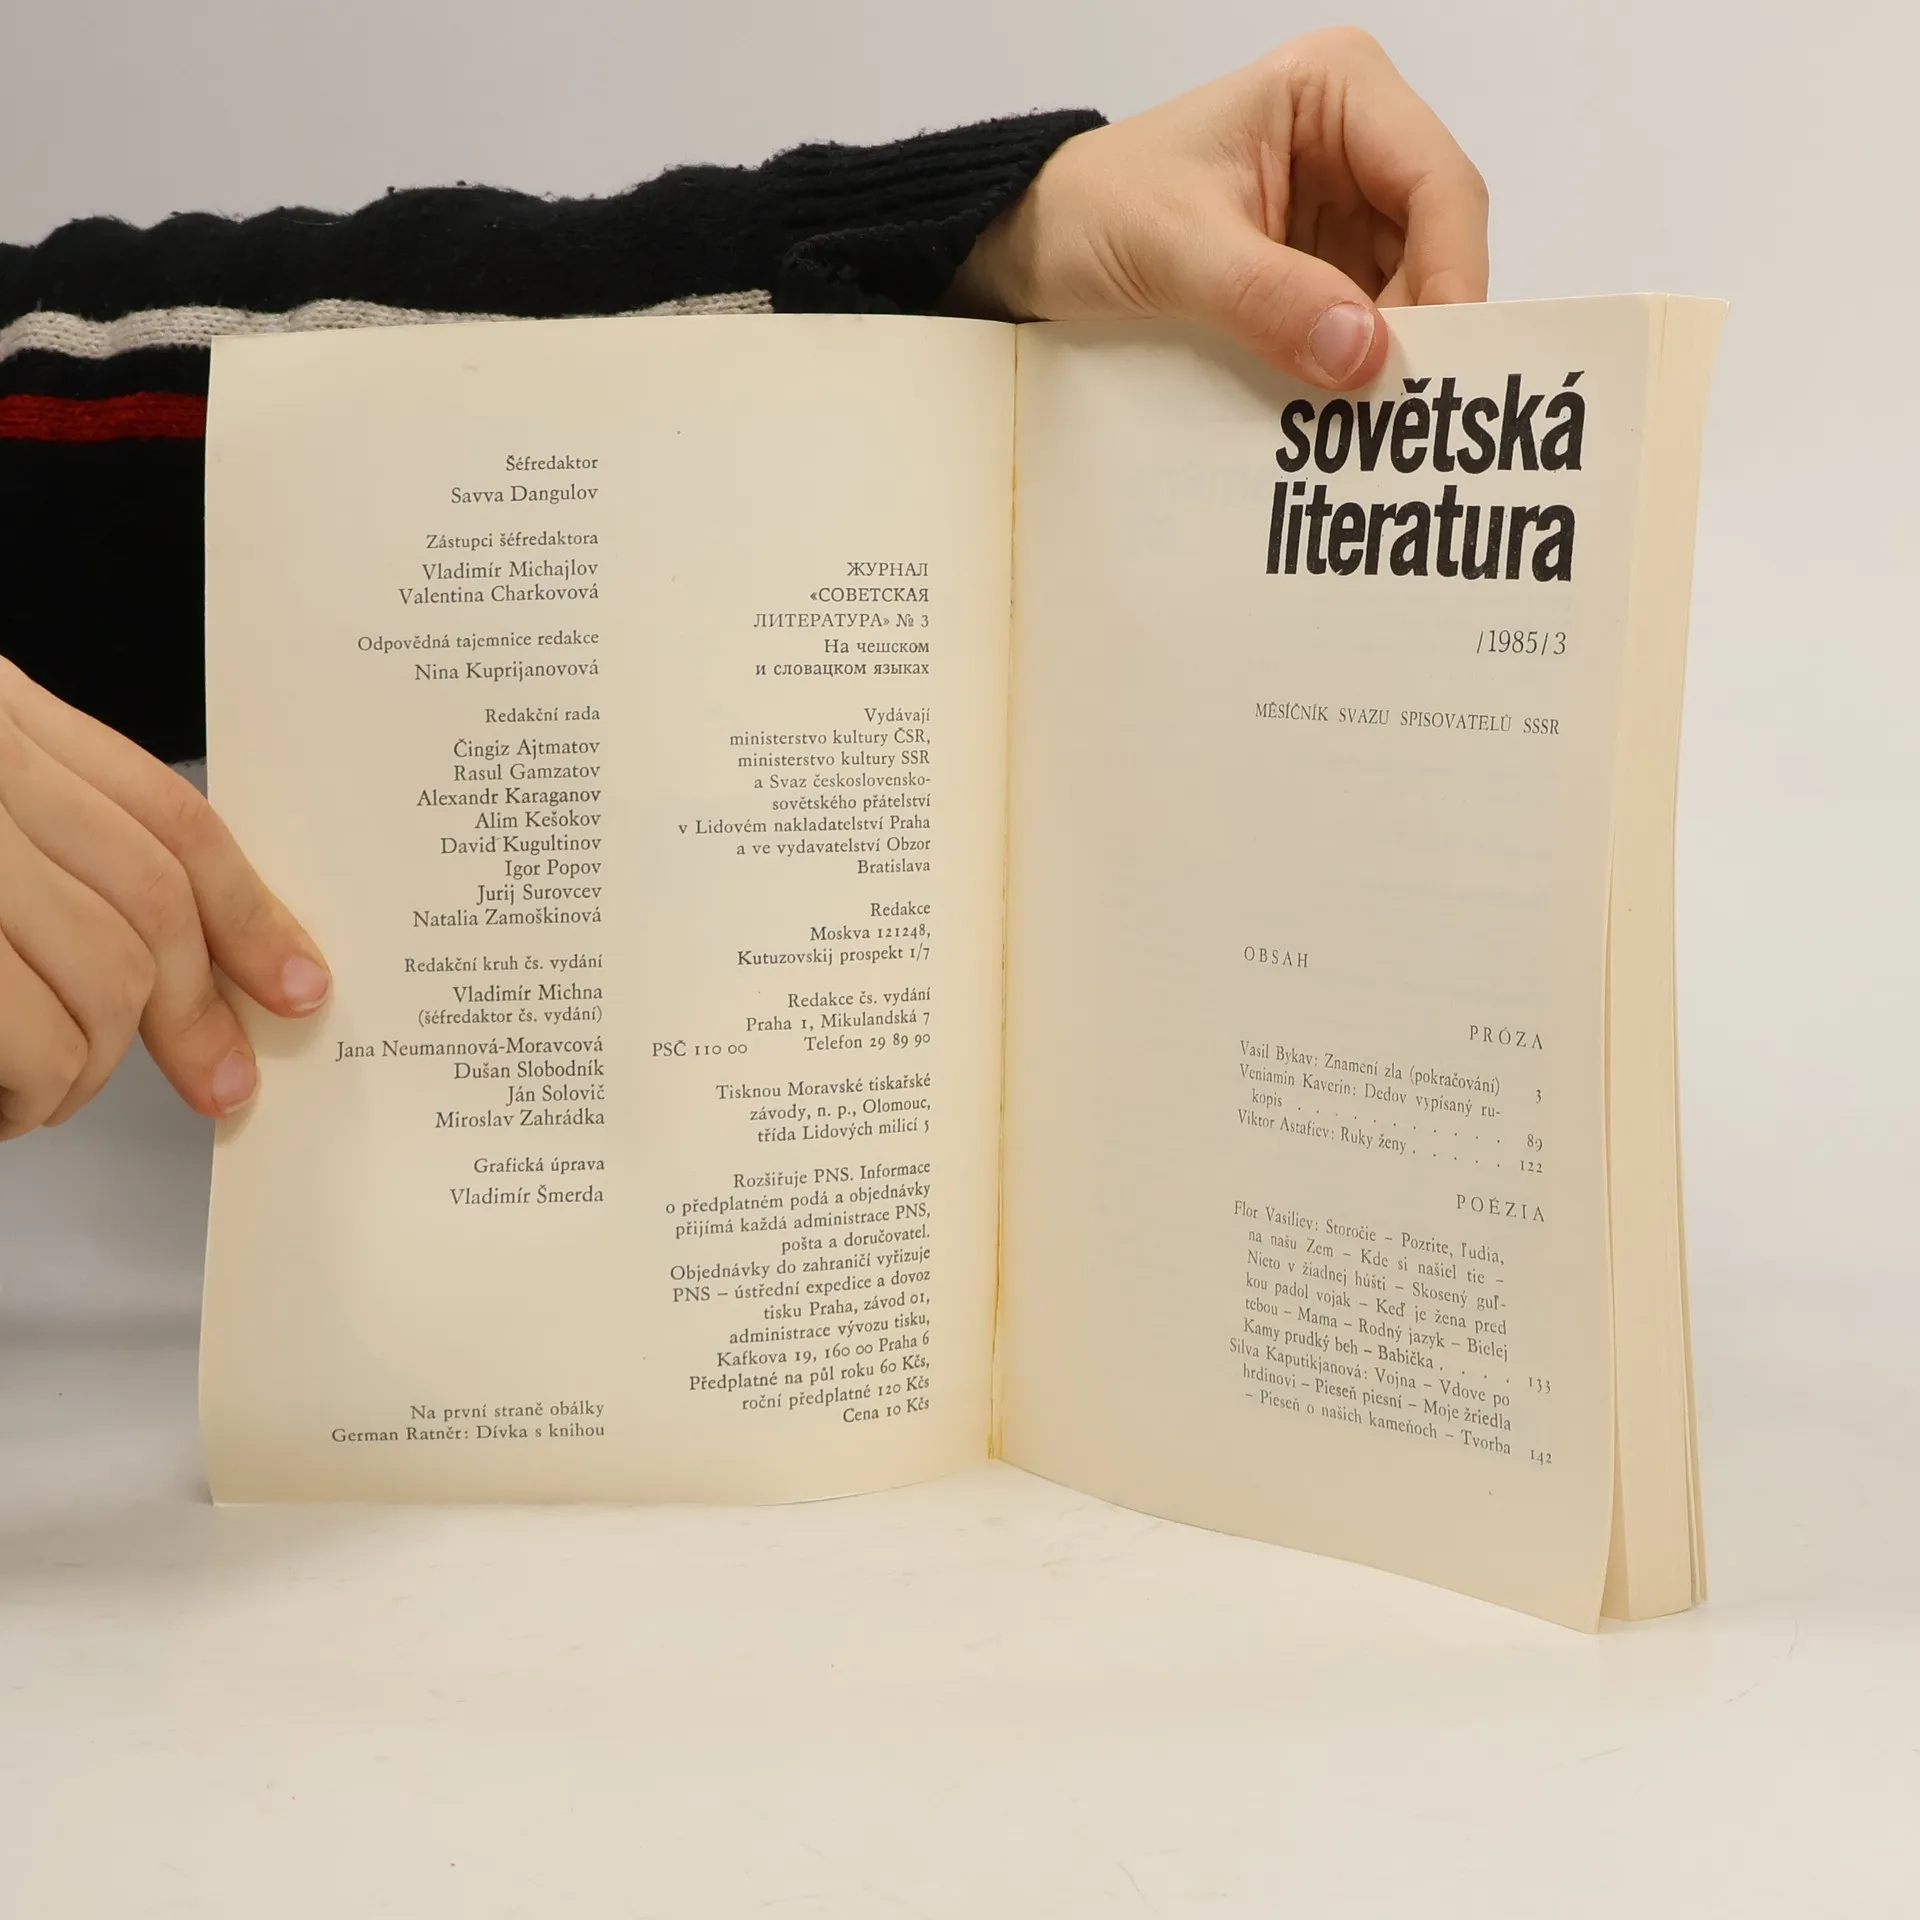 Šéfredaktor
Savva Dangulov
Zástupci šéfredaktora
Vladimír Michajlov
Valentina Charkovová
Odpovědná tajemnice redakce
Nina Kuprijanovová
Redakční rada
Čingiz Ajtmatov
Rasul Gamzatov
Alexandr Karaganov
Alim Kešokov
David Kugultinov
Igor Popov
Jurij Surovcev
Natalia Zamoškinová
Redakční kruh čs. vydání
Vladimír Michna
(šéfredaktor čs. vydání)
Jana Neumannová-Moravcová
Dušan Slobodník
Ján Solovič
Miroslav Zahrádka
Grafická úprava
Vladimír Šmerda
Na první straně obálky
German Ratněr: Dívka s knihou
ЖУРНАЛ
«СОВЕТСКАЯ
ЛИТЕРАТУРА» № 3
На чешском
и словацком языках
Vydávají
ministerstvo kultury ČSR,
ministerstvo kultury SSR
a Svaz československo-
sovětského přátelství
v Lidovém nakladatelství Praha
a ve vydavatelství Obzor
Bratislava
Redakce
Moskva 121248,
Kutuzovskij prospekt 1/7
Redakce čs. vydání
Praha 1, Mikulandská 7
PSČ 110 00 Telefon 29 89 90
Tisknou Moravské tiskařské
závody, n. p., Olomouc,
třída Lidových milicí 5
Rozšiřuje PNS. Informace
o předplatném podá a objednávky
přijímá každá administrace PNS,
pošta a doručovatel.
Objednávky do zahraničí vyřizuje
PNS – ústřední expedice a dovoz
tisku Praha, závod 01,
administrace vývozu tisku,
Kafkova 19, 160 00 Praha 6
Předplatné na půl roku 60 Kčs,
roční předplatné 120 Kčs
Cena 10 Kčs
sovětská
literatura
/1985/3
MĚSÍČNÍK SVAZU SPISOVATELŮ SSSR
OBSAH
PRÓZA
Vasil Bykav: Znamení zla (pokračování) 3
Veniamin Kaverin: Dedov vypísaný ru-
kopis . . . . . . . . . . 89
Viktor Astafiev: Ruky ženy . . . . . 122
POÉZIA
Flor Vasiliev: Storočie – Pozrite, ľudia,
na našu Zem – Kde si našiel tie –
Nieto v žiadnej húšti – Skosený guľ-
kou padol vojak – Keď je žena pred
tebou – Mama – Rodný jazyk – Bielej
Kamy prudký beh – Babička . . . . 133
Silva Kaputikjanová: Vojna – Vdove po
hrdinovi – Pieseň piesní – Moje žriedla
– Pieseň o našich kameňoch – Tvorba 142